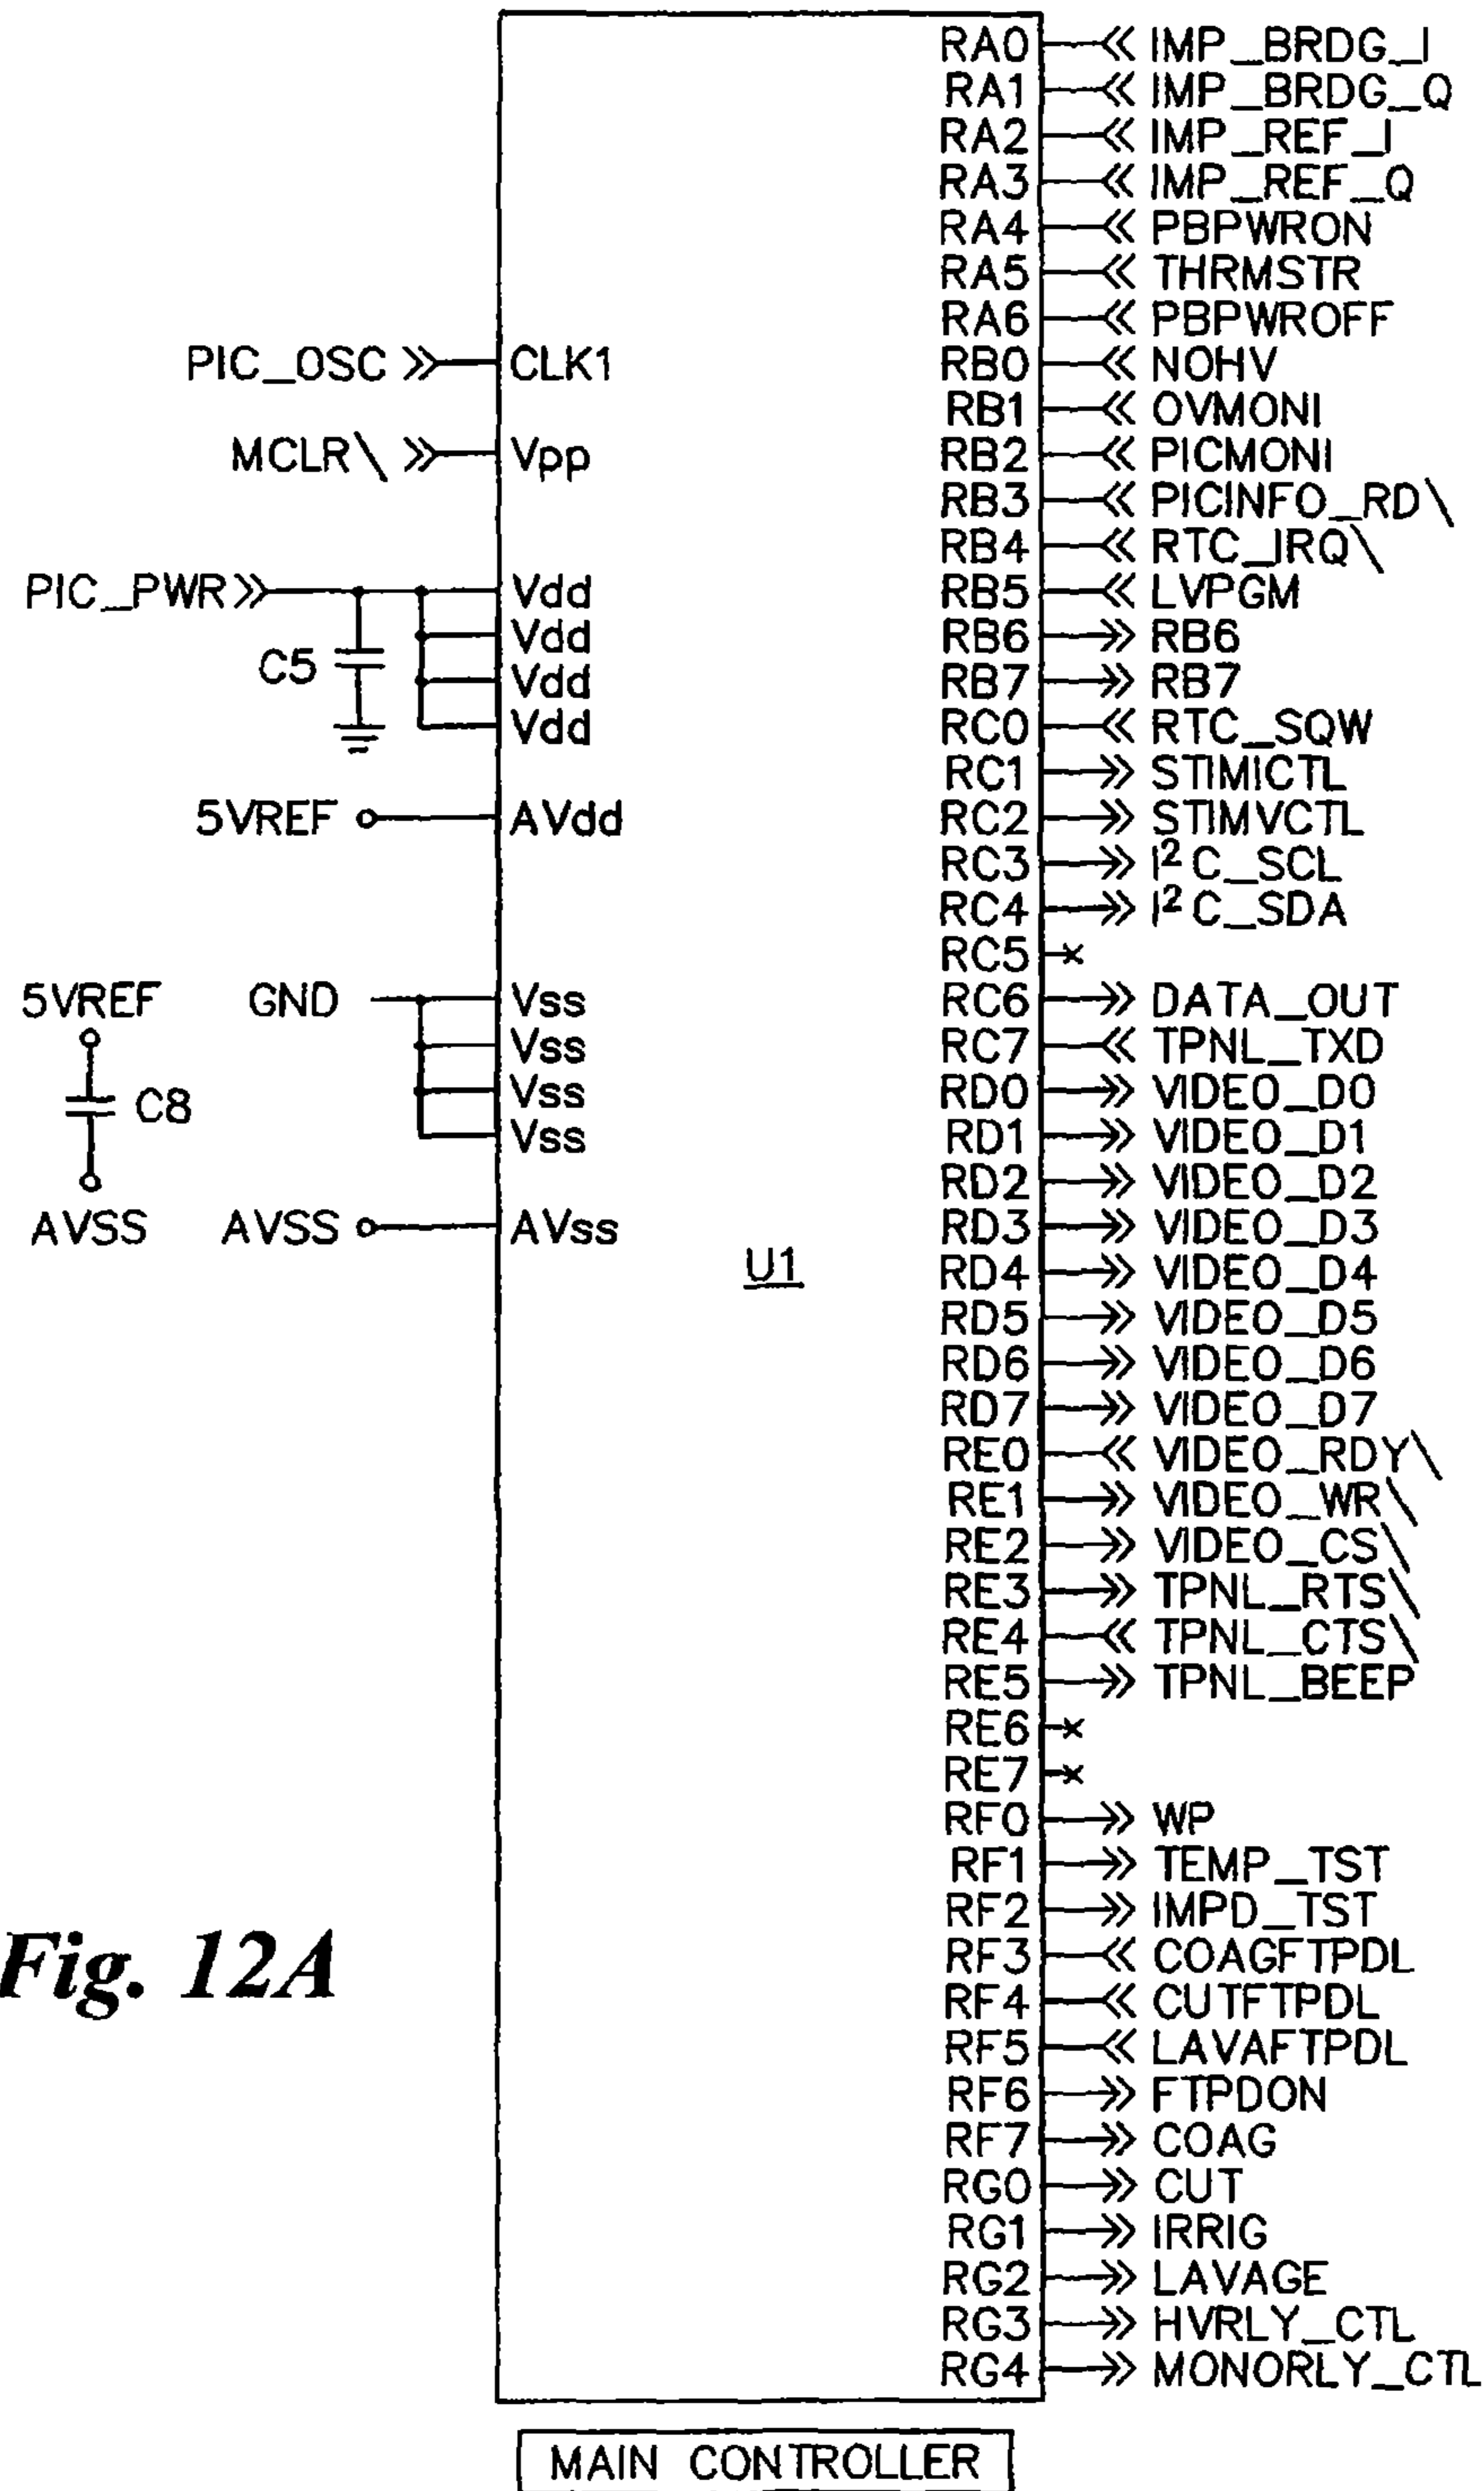 RA0 IMP_BRDG_I
RA1 IMP_BRDG_Q
RA2 IMP_REF_I
RA3 IMP_REF_Q
RA4 PBPWRON
RA5 THRMSTR
RA6 PBPWROFF
PIC_OSC CLK1 RB0 NOHV
RB1 OVMONI
MCLR\ Vpp RB2 PICMONI
RB3 PICINFO_RD\
RB4 RTC_IRQ\
PIC_PWR Vdd RB5 LVPGM
Vdd RB6 RB6
C5 Vdd RB7 RB7
Vdd RC0 RTC_SQW
RC1 STIMICTL
5VREF AVdd RC2 STIMVCTL
RC3 I²C_SCL
RC4 I²C_SDA
RC5
5VREF GND Vss RC6 DATA_OUT
Vss RC7 TPNL_TXD
C8 Vss RD0 VIDEO_D0
Vss RD1 VIDEO_D1
RD2 VIDEO_D2
AVSS AVSS AVss RD3 VIDEO_D3
U1 RD4 VIDEO_D4
RD5 VIDEO_D5
RD6 VIDEO_D6
RD7 VIDEO_D7
RE0 VIDEO_RDY\
RE1 VIDEO_WR\
RE2 VIDEO_CS\
RE3 TPNL_RTS\
RE4 TPNL_CTS\
RE5 TPNL_BEEP
RE6
RE7
RF0 WP
RF1 TEMP_TST
RF2 IMPD_TST
RF3 COAGFTPDL
Fig. 12A
RF4 CUTFTPDL
RF5 LAVAFTPDL
RF6 FTPDON
RF7 COAG
RG0 CUT
RG1 IRRIG
RG2 LAVAGE
RG3 HVRLY_CTL
RG4 MONORLY_CTL
MAIN CONTROLLER